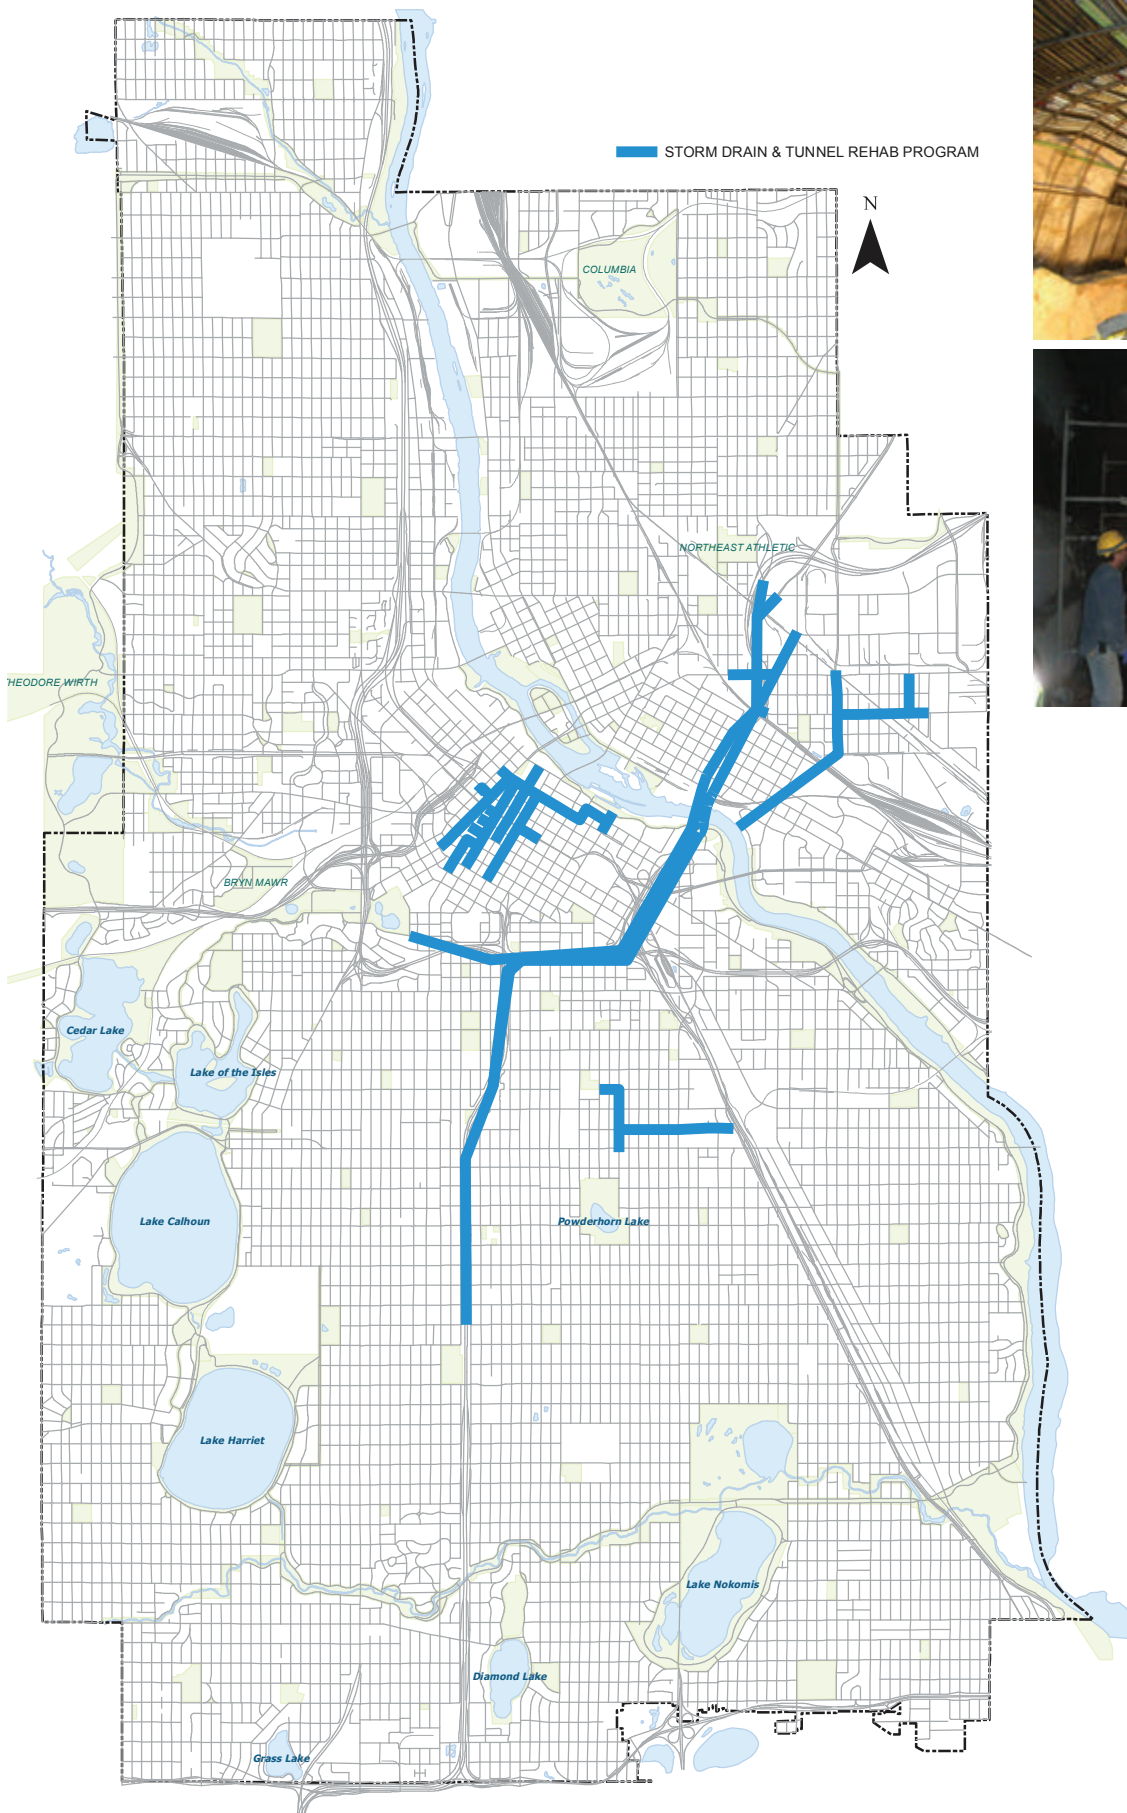 STORM DRAIN & TUNNEL REHAB PROGRAM
N
COLUMBIA
NORTHEAST ATHLETIC
THEODORE WIRTH
BRYN MAWR
Cedar Lake
Lake of the Isles
Lake Calhoun
Powderhorn Lake
Lake Harriet
Lake Nokomis
Diamond Lake
Grass Lake